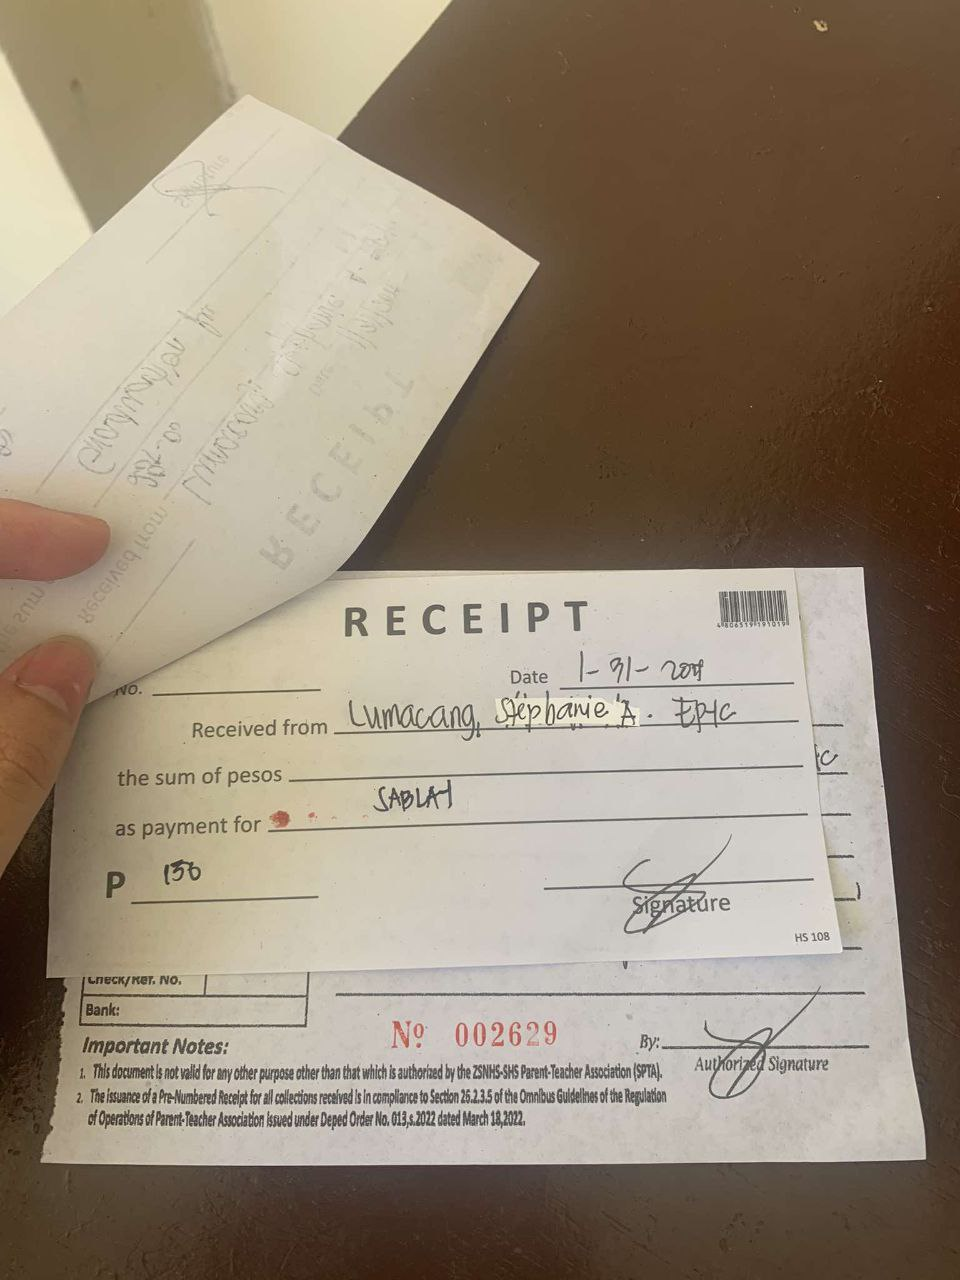 RECEIPT
4806519191019
No.
Date 1-31-
Received from Lumacang, Stephanie A.
the sum of pesos
as payment for SABLAY
P 150
Signature
HS 108
Check/Ref. No.
Bank:
No 002629
By:
Authorized Signature
Important Notes:
1. This document is not valid for any other purpose other than that which is authorized by the ZSNHS-SHS Parent-Teacher Association (SPTA).
2. The issuance of a Pre-Numbered Receipt for all collections received is in compliance to Section 26.2.3.5 of the Omnibus Guidelines of the Regulation
of Operations of Parent-Teacher Association issued under Deped Order No. 013,s.2022 dated March 18,2022.
RECEIPT
Received from